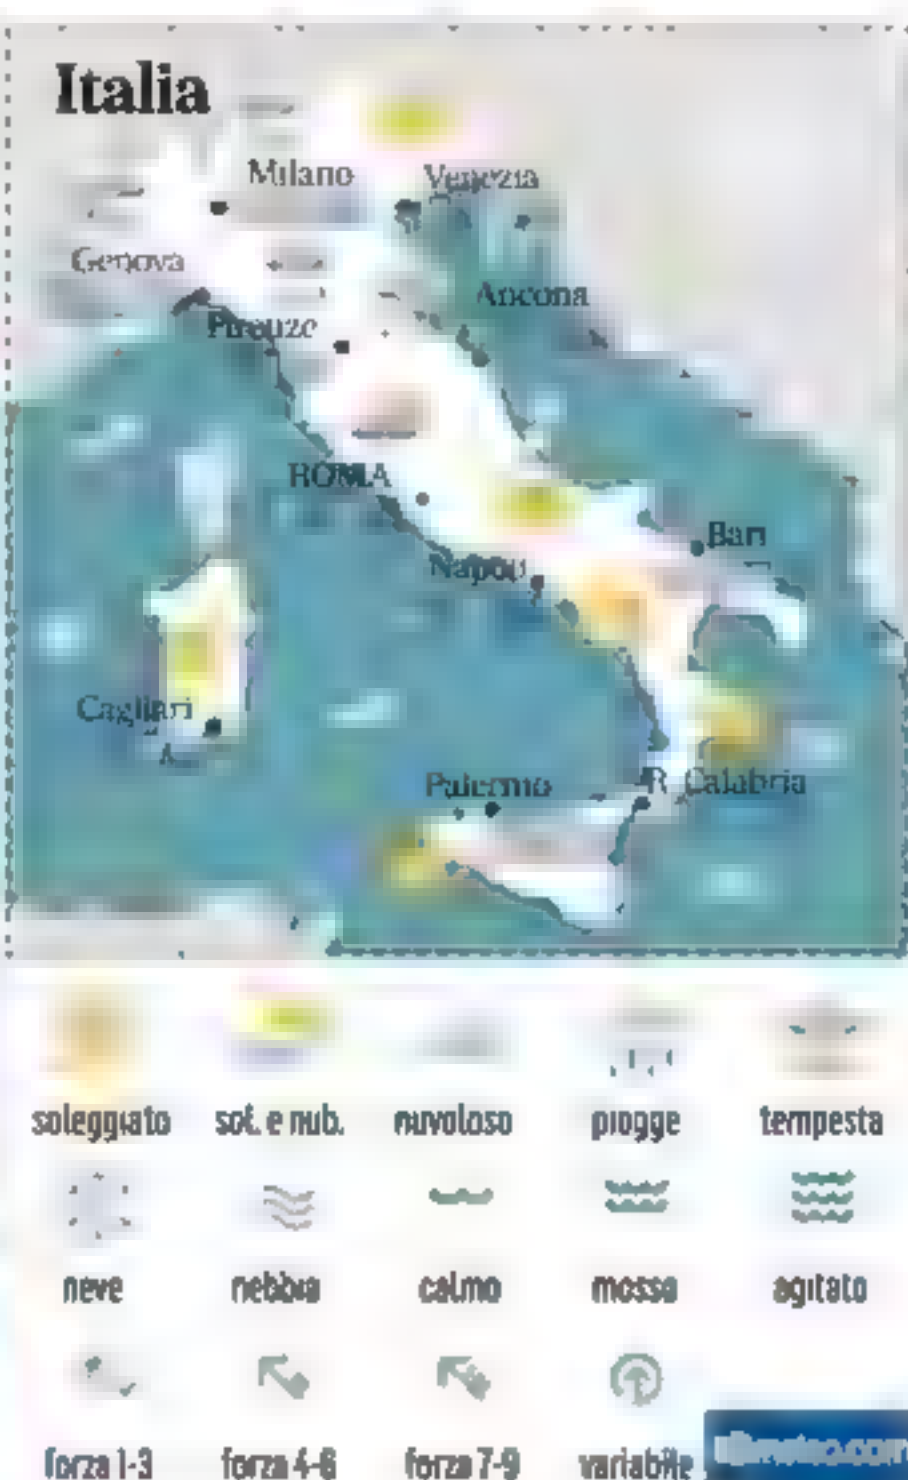 Italia
Milano
Venezia
Genova
Ancona
Firenze
ROMA
Bari
Napoli
Cagliari
Palermo
R. Calabria
soleggiato
sol. e nub.
nuvoloso
piogge
tempesta
neve
nebbia
calmo
mosso
agitato
forza 1-3
forza 4-6
forza 7-9
variabile